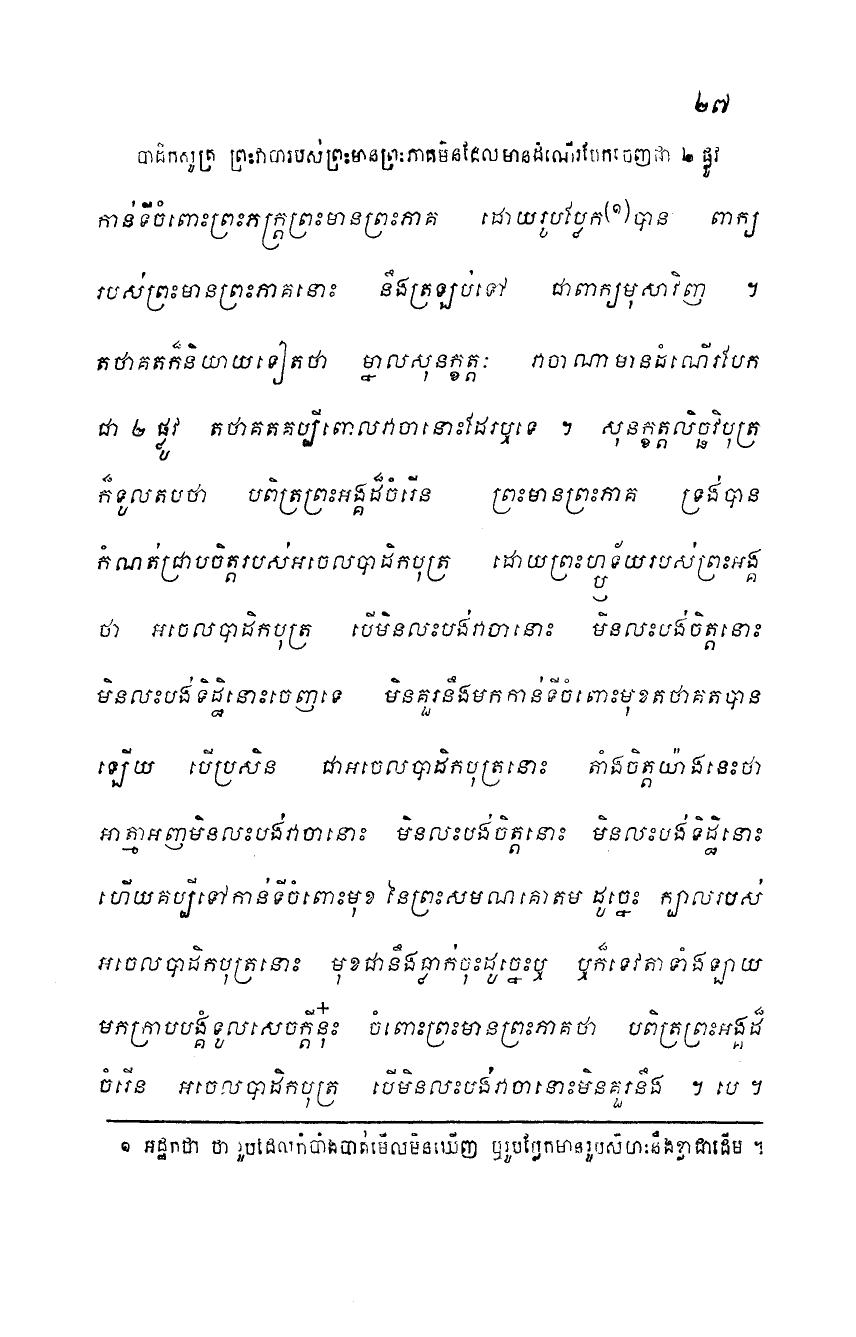 ២៧
បាដិកសូត្រ ព្រះវាចារបស់ព្រះមានព្រះភាគមិនដែលមានដំណើរបែកចេញជា ២ ផ្លូវ
កាន់ទីចំពោះព្រះភក្ត្រព្រះមានព្រះភាគ ដោយរូបប្លែក(១)បាន ពាក្យ
របស់ព្រះមានព្រះភាគនោះ នឹងត្រឡប់ទៅ ជាពាក្យមុសាវិញ ។
តថាគតក៏និយាយទៀតថា ម្នាលសុនក្ខត្តៈ វាចាណាមានដំណើរបែក
ជា ២ ផ្លូវ តថាគតគប្បីពោលវាចានោះដែរឬទេ ។ សុនក្ខត្តលិច្ឆវិបុត្រ
ក៏ទូលតបថា បពិត្រព្រះអង្គដ៏ចំរើន ព្រះមានព្រះភាគ ទ្រង់បាន
កំណត់ជ្រាបចិត្តរបស់អចេលបាដិកបុត្រ ដោយព្រះហ្ឫទ័យរបស់ព្រះអង្គ
ថា អចេលបាដិកបុត្រ បើមិនលះបង់វាចានោះ មិនលះបង់ចិត្តនោះ
មិនលះបង់ទិដ្ឋិនោះចេញទេ មិនគួរនឹងមកកាន់ទីចំពោះមុខតថាគតបាន
ឡើយ បើប្រសិន ជាអចេលបាដិកបុត្រនោះ តាំងចិត្តយ៉ាងនេះថា
អាត្មាអញមិនលះបង់វាចានោះ មិនលះបង់ចិត្តនោះ មិនលះបង់ទិដ្ឋិនោះ
ហើយគប្បីទៅកាន់ទីចំពោះមុខ នៃព្រះសមណគោតម ដូច្នេះ ក្បាលរបស់
អចេលបាដិកបុត្រនោះ មុខជានឹងធ្លាក់ចុះដូច្នេះឬ ឬក៏ទេវតាទាំងឡាយ
មកក្រាបបង្គំទូលសេចក្តីនុ៎ះ ចំពោះព្រះមានព្រះភាគថា បពិត្រព្រះអង្គដ៏
ចំរើន អចេលបាដិកបុត្រ បើមិនលះបង់វាចានោះមិនគួរនឹង ។ បេ ។
១ អដ្ឋកថា ថា រូបដែលកំបាំងបាត់មើលមិនឃើញ ឬរូបក្លែកមានរូបសីហៈនឹងខ្លាជាដើម ។